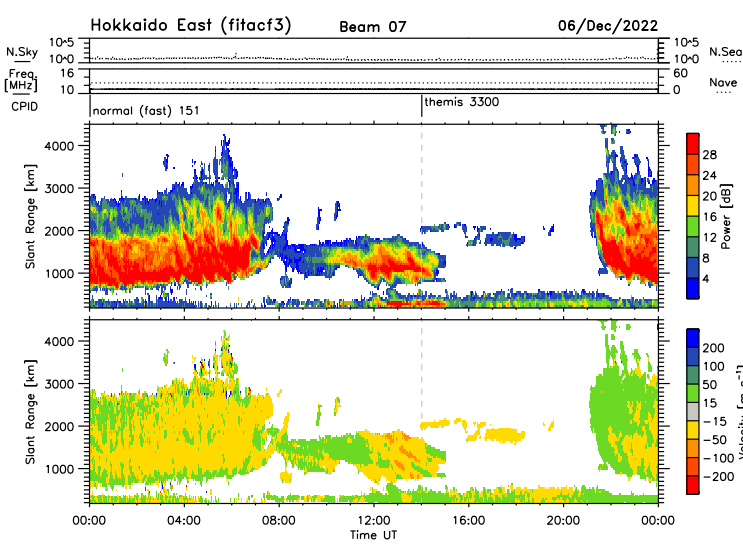 Hokkaido East (fitacf3) Beam 07 06/Dec/2022
10^5 10^5
N.Sky 10^0 10^0 N.Sea
Freq. 16 60
[MHz] 10 0 Nave
CPID normal (fast) 151 themis 3300
4000
3000
2000
1000
Slant Range [km]
28
24
20
16
12
8
4
Power [dB]
4000
3000
2000
1000
Slant Range [km]
200
100
50
15
-15
-50
-100
-200
00:00 04:00 08:00 12:00 16:00 20:00 00:00
Time UT